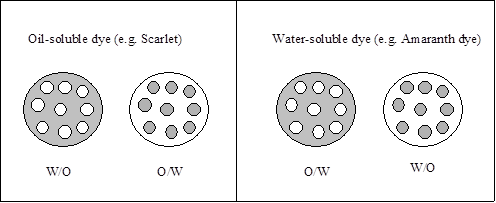 Oil-soluble dye (e.g. Scarlet)
W/O
O/W
Water-soluble dye (e.g. Amaranth dye)
O/W
W/O